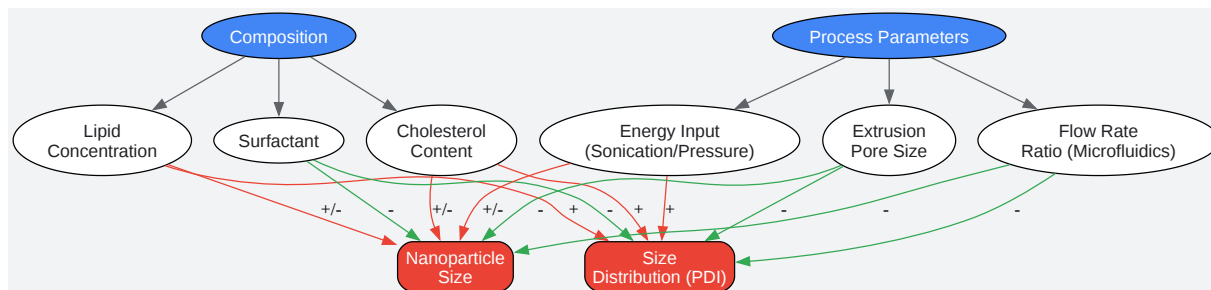 Composition
Process Parameters
Lipid
Concentration
Surfactant
Cholesterol
Content
Energy Input
(Sonication/Pressure)
Extrusion
Pore Size
Flow Rate
Ratio (Microfluidics)
+/-
-
+/-
+/-
-
+
-
+
+
-
-
-
Nanoparticle
Size
Size
Distribution (PDI)